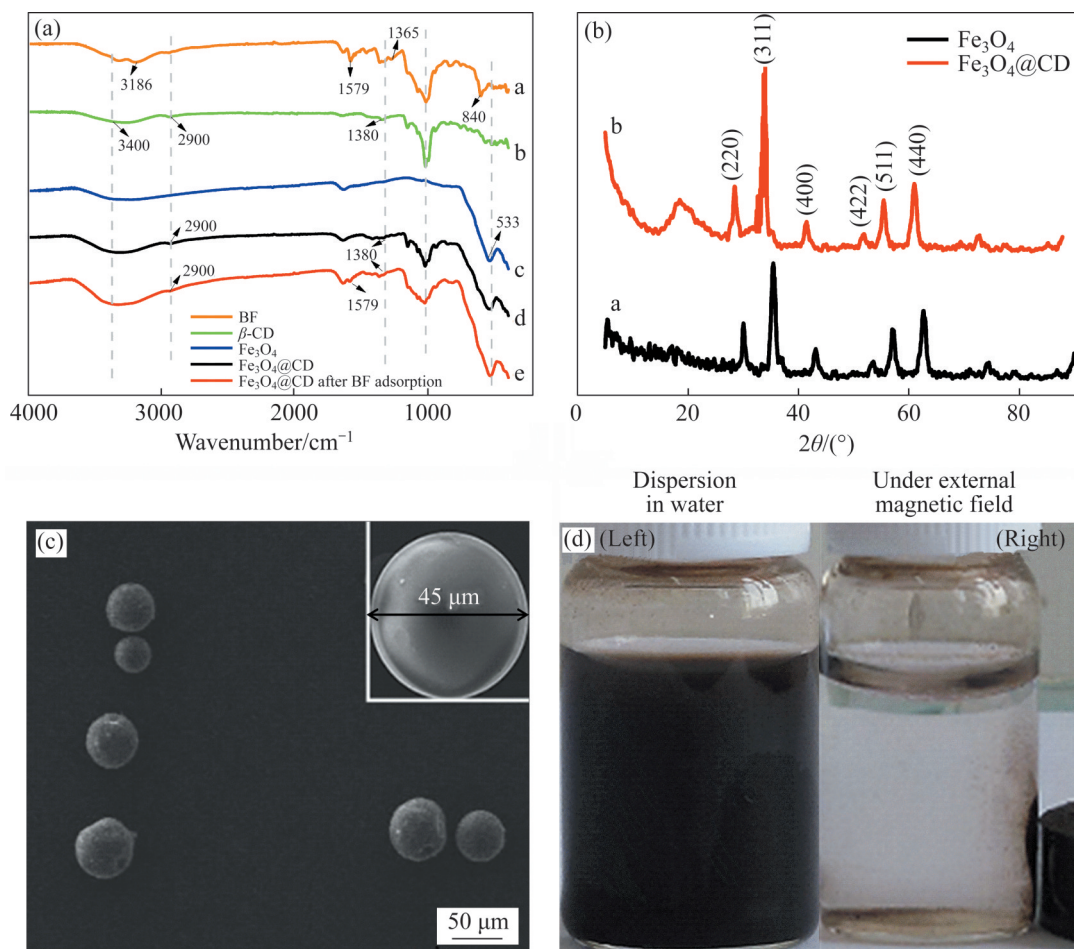 (a)
1365
3186
1579
a
840
3400
2900
1380
b
2900
533
1380
c
2900
1579
d
e
BF
β-CD
Fe₃O₄
Fe₃O₄@CD
Fe₃O₄@CD after BF adsorption
4000
3000
2000
1000
Wavenumber/cm⁻¹
(b)
Fe₃O₄
Fe₃O₄@CD
(311)
b
(220)
(400)
(422)
(511)
(440)
a
0
20
40
60
80
2θ/(°)
(c)
45 μm
50 μm
Dispersion
in water
Under external
magnetic field
(d) (Left)
(Right)